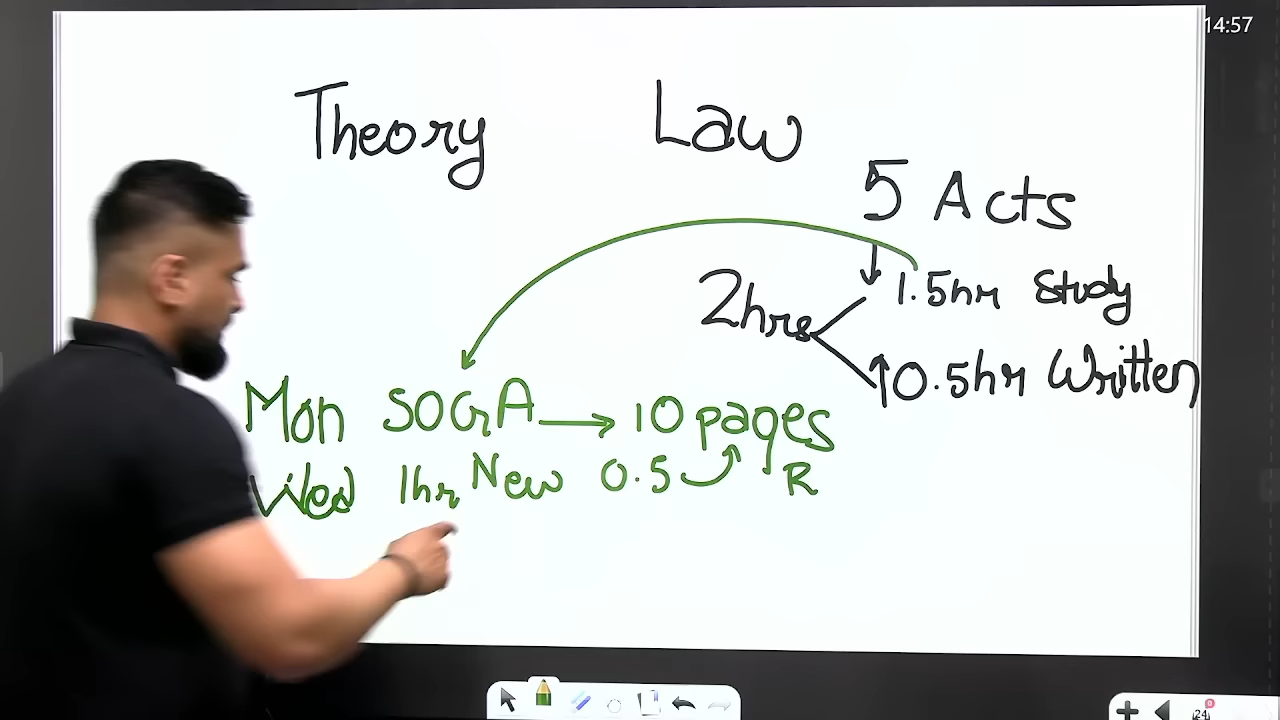 14:57
Theory Law
5 Acts
2hrs
1.5hr Study
0.5hr Written
Mon SOGA → 10 pages
Wed 1hr New 0.5 R
24